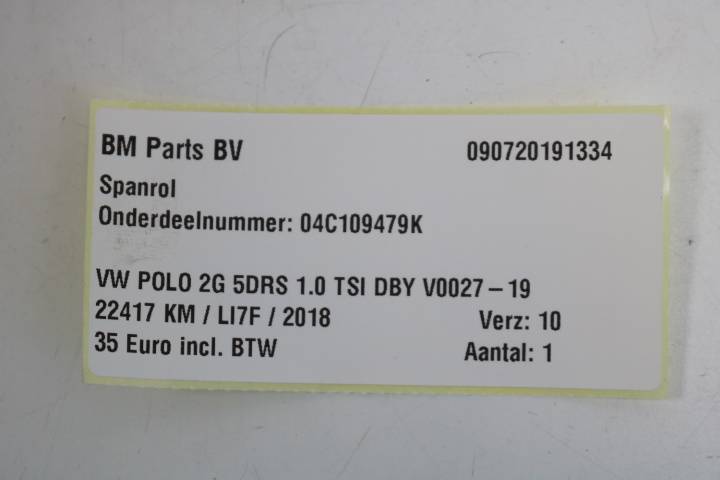 BM Parts BV 090720191334
Spanrol
Onderdeelnummer: 04C109479K
VW POLO 2G 5DRS 1.0 TSI DBY V0027-19
22417 KM / LI7F / 2018 Verz: 10
35 Euro incl. BTW Aantal: 1